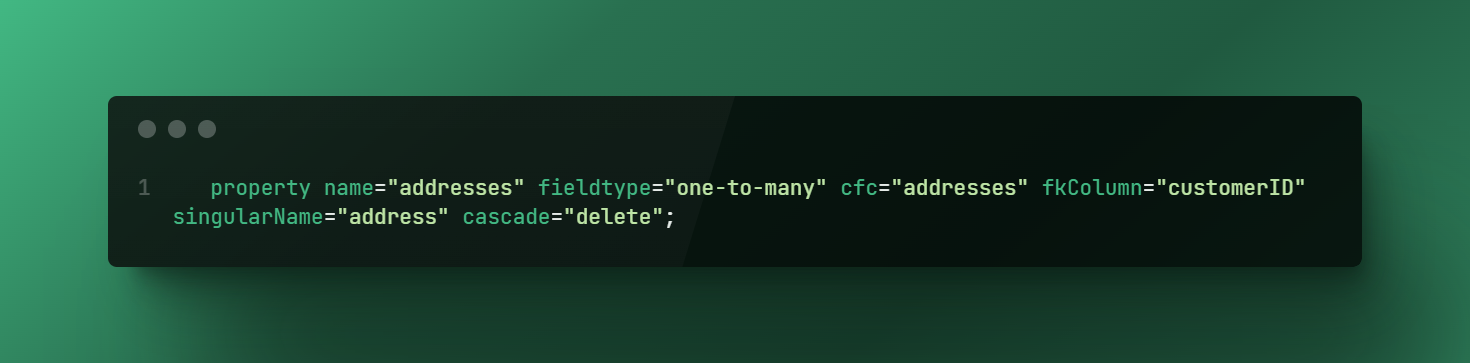 1 property name="addresses" fieldtype="one-to-many" cfc="addresses" fkColumn="customerID"
singularName="address" cascade="delete";